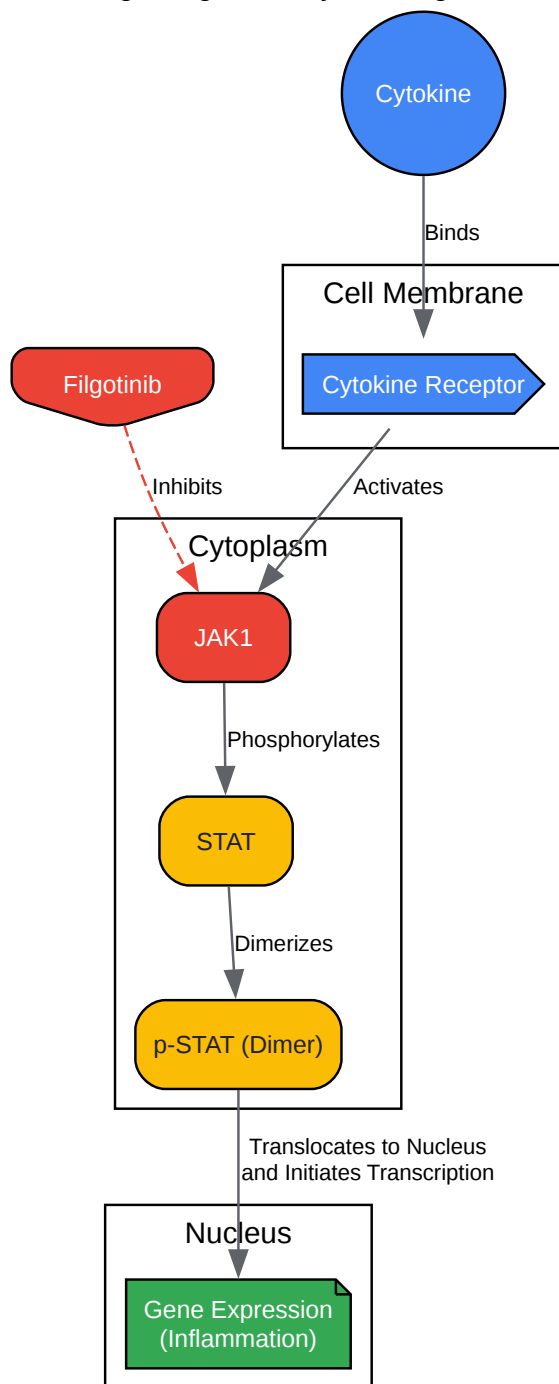 Cytokine
Binds
Cell Membrane
Cytokine Receptor
Filgotinib
Inhibits
Activates
Cytoplasm
JAK1
Phosphorylates
STAT
Dimerizes
p-STAT (Dimer)
Translocates to Nucleus
and Initiates Transcription
Nucleus
Gene Expression
(Inflammation)